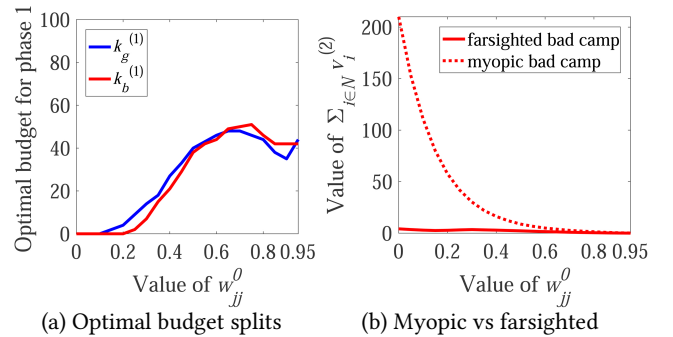 Optimal budget for phase 1
100
80
60
40
20
0
k_g^(1)
k_b^(1)
0 0.2 0.4 0.6 0.8 0.95
Value of w_jj^0
(a) Optimal budget splits
Value of Σ_{i∈N} v_i^(2)
200
150
100
50
0
farsighted bad camp
myopic bad camp
0 0.2 0.4 0.6 0.8 0.95
Value of w_jj^0
(b) Myopic vs farsighted